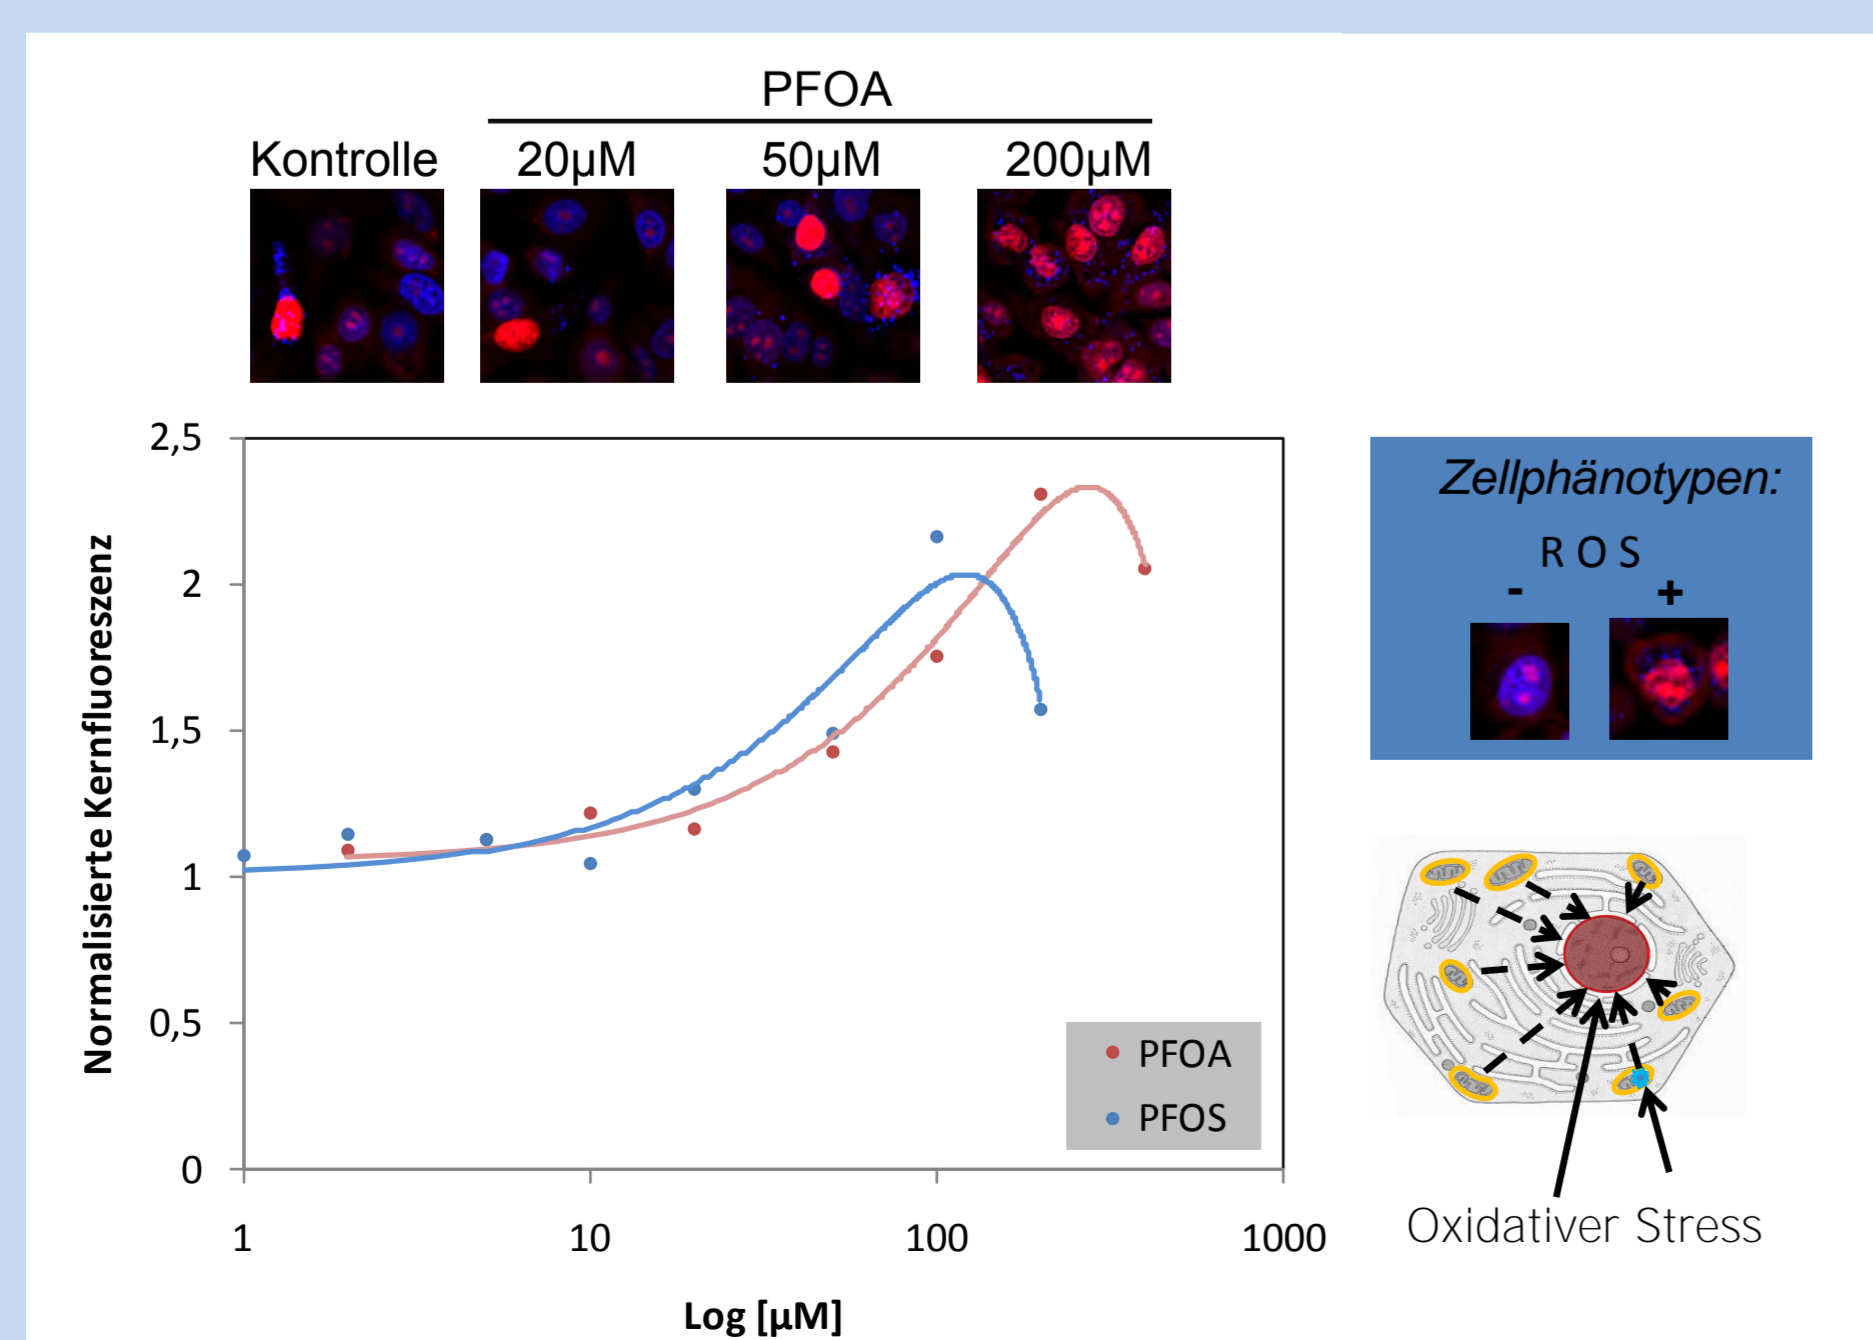 PFOA
Kontrolle 20µM 50µM 200µM
2,5
2
1,5
1
0,5
0
Normalisierte Kernfluoreszenz
1 10 100 1000
Log [µM]
PFOA
PFOS
Zellphänotypen:
R O S
- +
Oxidativer Stress